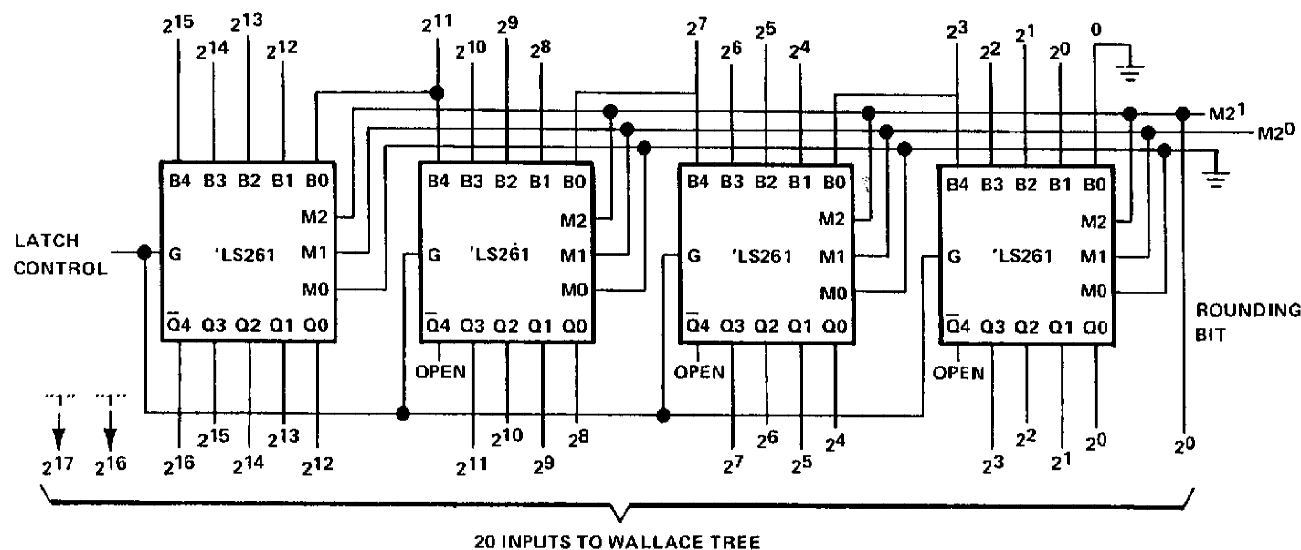 2^15 2^14 2^13 2^12 2^11 2^10 2^9 2^8 2^7 2^6 2^5 2^4 2^3 2^2 2^1 2^0 0
M2^1
M2^0
B4 B3 B2 B1 B0 B4 B3 B2 B1 B0 B4 B3 B2 B1 B0 B4 B3 B2 B1 B0
M2 M2 M2 M2
LATCH CONTROL
G 'LS261 M1 G 'LS261 M1 G 'LS261 M1 G 'LS261 M1
M0 M0 M0 M0
ROUNDING BIT
Q̅4 Q3 Q2 Q1 Q0 Q̅4 Q3 Q2 Q1 Q0 Q̅4 Q3 Q2 Q1 Q0 Q̅4 Q3 Q2 Q1 Q0
OPEN OPEN OPEN
"1" "1"
2^17 2^16 2^16 2^15 2^14 2^13 2^12 2^11 2^10 2^9 2^8 2^7 2^6 2^5 2^4 2^3 2^2 2^1 2^0 2^0
20 INPUTS TO WALLACE TREE